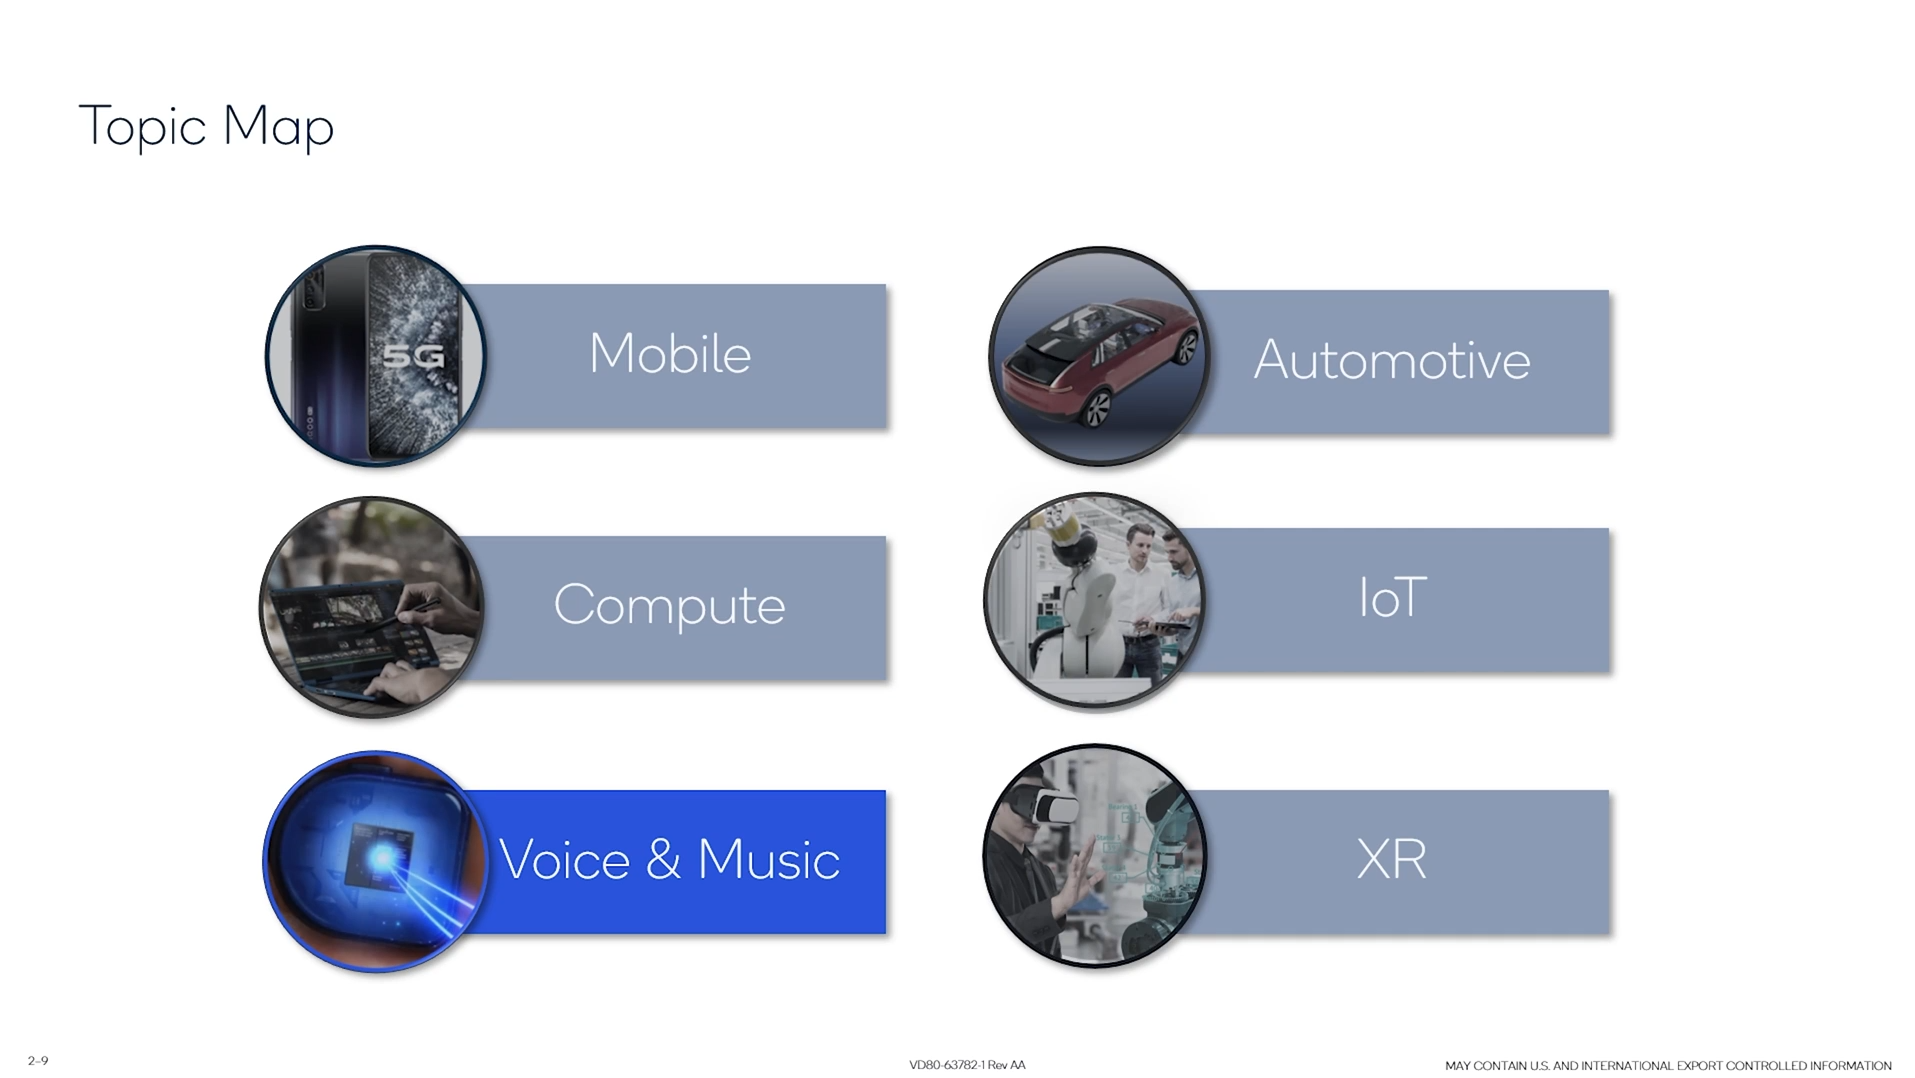 Topic Map
5G
Mobile
Automotive
Compute
IoT
Voice & Music
XR
2-9
VD80-63782-1 Rev AA
MAY CONTAIN U.S. AND INTERNATIONAL EXPORT CONTROLLED INFORMATION